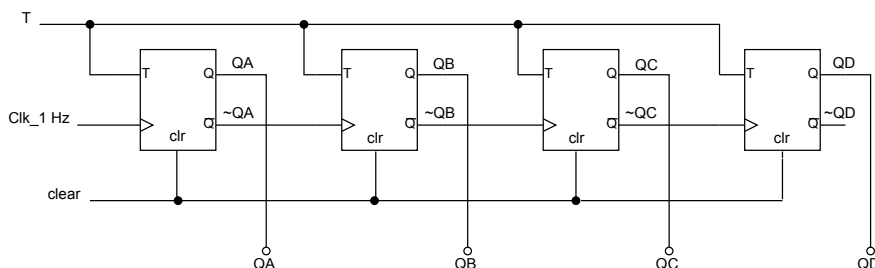 T
QA
QB
QC
QD
T Q
T Q
T Q
T Q
Clk_1 Hz
~QA
~QB
~QC
~QD
Q̅
Q̅
Q̅
Q̅
clr
clr
clr
clr
clear
QA
QB
QC
QD